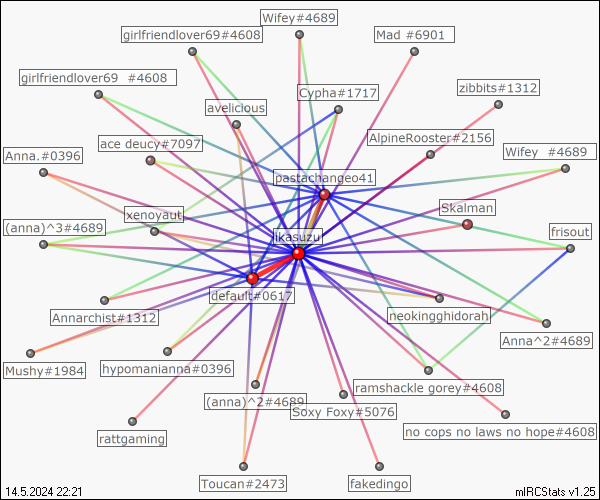 Wifey#4689
girlfriendlover69#4608
Mad #6901
girlfriendlover69 #4608
Cypha#1717
zibbits#1312
avelicious
ace deucy#7097
AlpineRooster#2156
Anna.#0396
Wifey #4689
pastachangeo41
xenoyaut
Skalman
(anna)^3#4689
ikasuzu
frisout
default#0617
Annarchist#1312
neokingghidorah
Anna^2#4689
Mushy#1984
hypomanianna#0396
ramshackle gorey#4608
(anna)^2#4689
Soxy Foxy#5076
rattgaming
no cops no laws no hope#4608
Toucan#2473
fakedingo
14.5.2024 22:21
mIRCStats v1.25